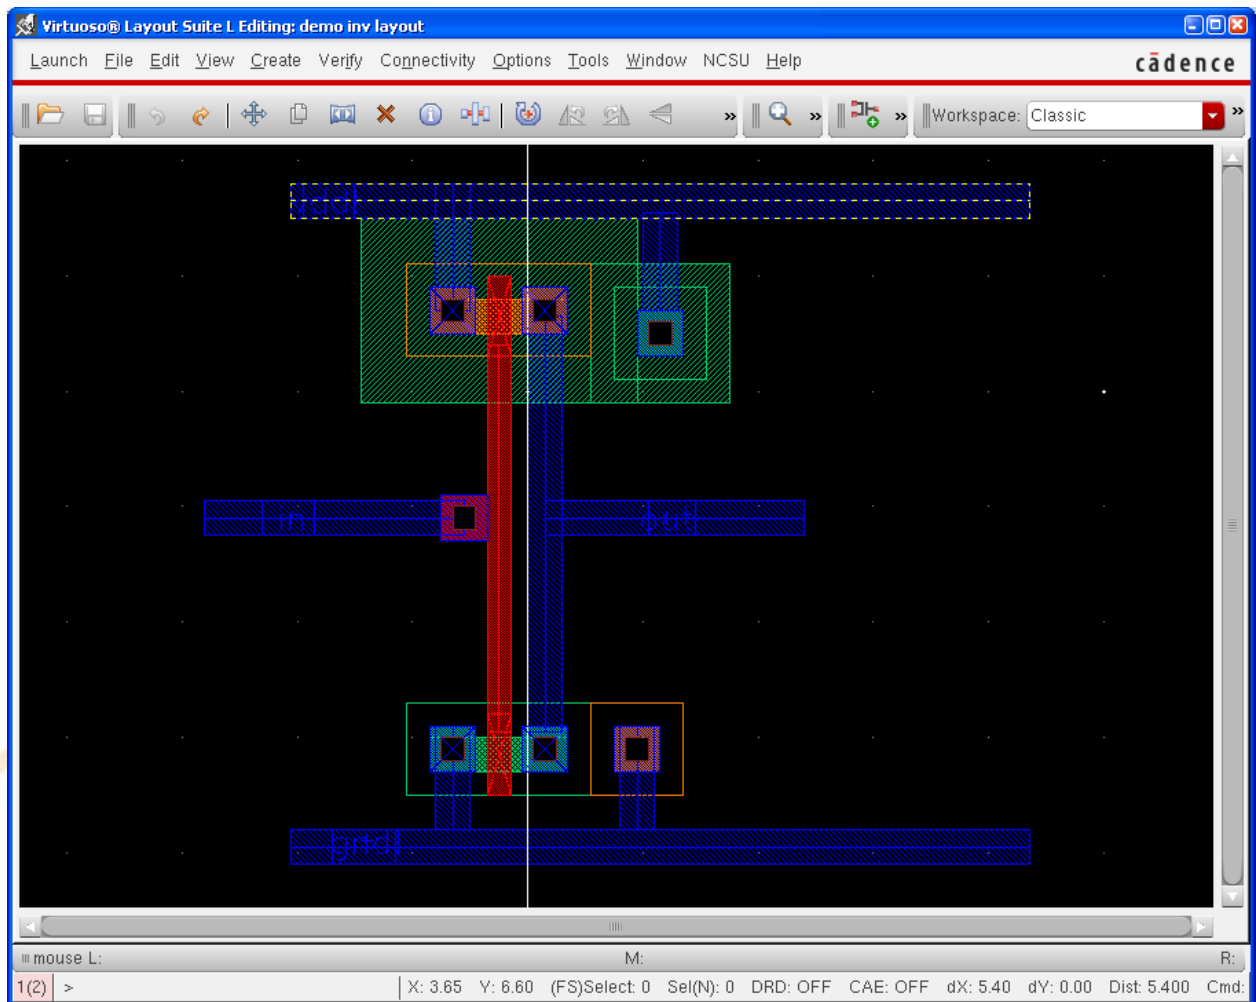 Virtuoso® Layout Suite L Editing: demo inv layout
Launch File Edit View Create Verify Connectivity Options Tools Window NCSU Help
cādence
» » » Workspace: Classic »
vdd!
in out
gnd!
mouse L: M: R:
1(2) > X: 3.65 Y: 6.60 (FS)Select: 0 Sel(N): 0 DRD: OFF CAE: OFF dX: 5.40 dY: 0.00 Dist: 5.400 Cmd: